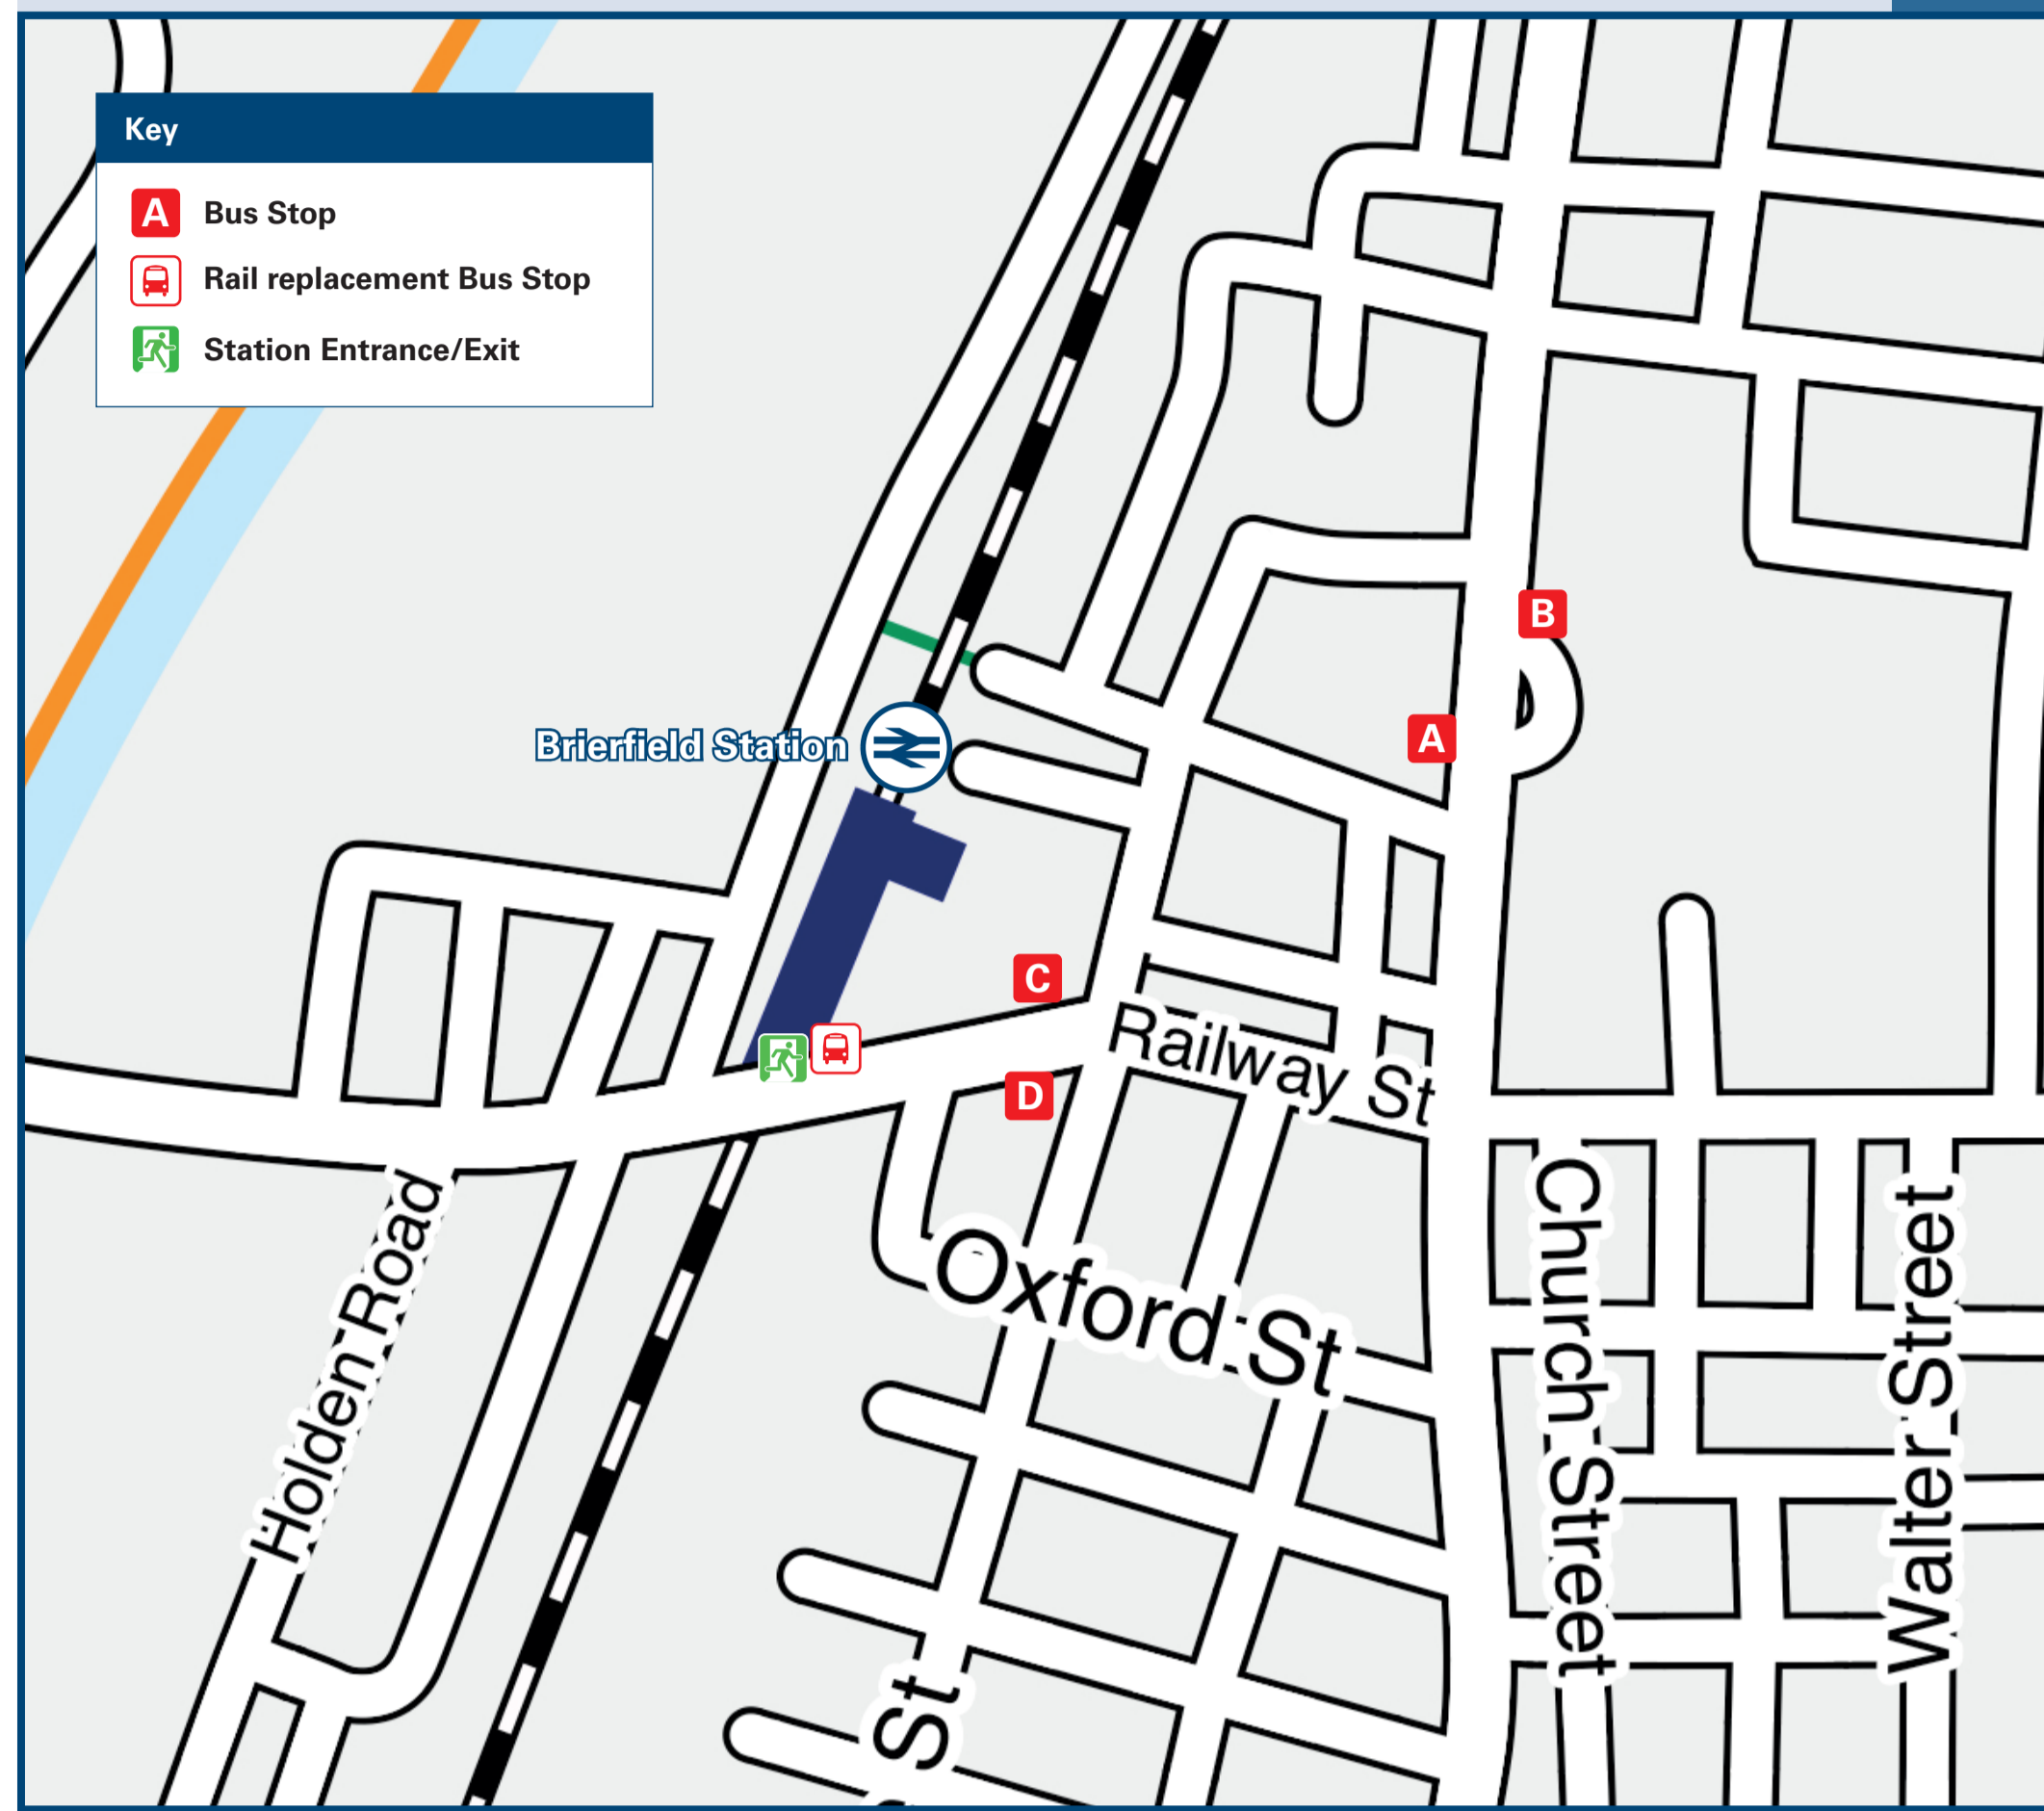 Key
A Bus Stop
Rail replacement Bus Stop
Station Entrance/Exit
B
A
Brierfield Station
C
Railway St
D
Holden Road
Oxford St
Church Street
Walter Street
St